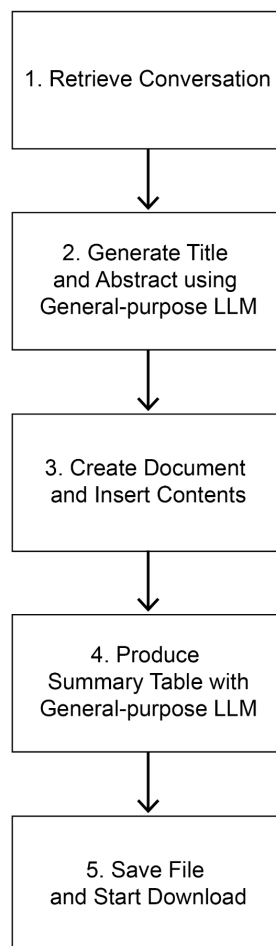 1. Retrieve Conversation
2. Generate Title
and Abstract using
General-purpose LLM
3. Create Document
and Insert Contents
4. Produce
Summary Table with
General-purpose LLM
5. Save File
and Start Download